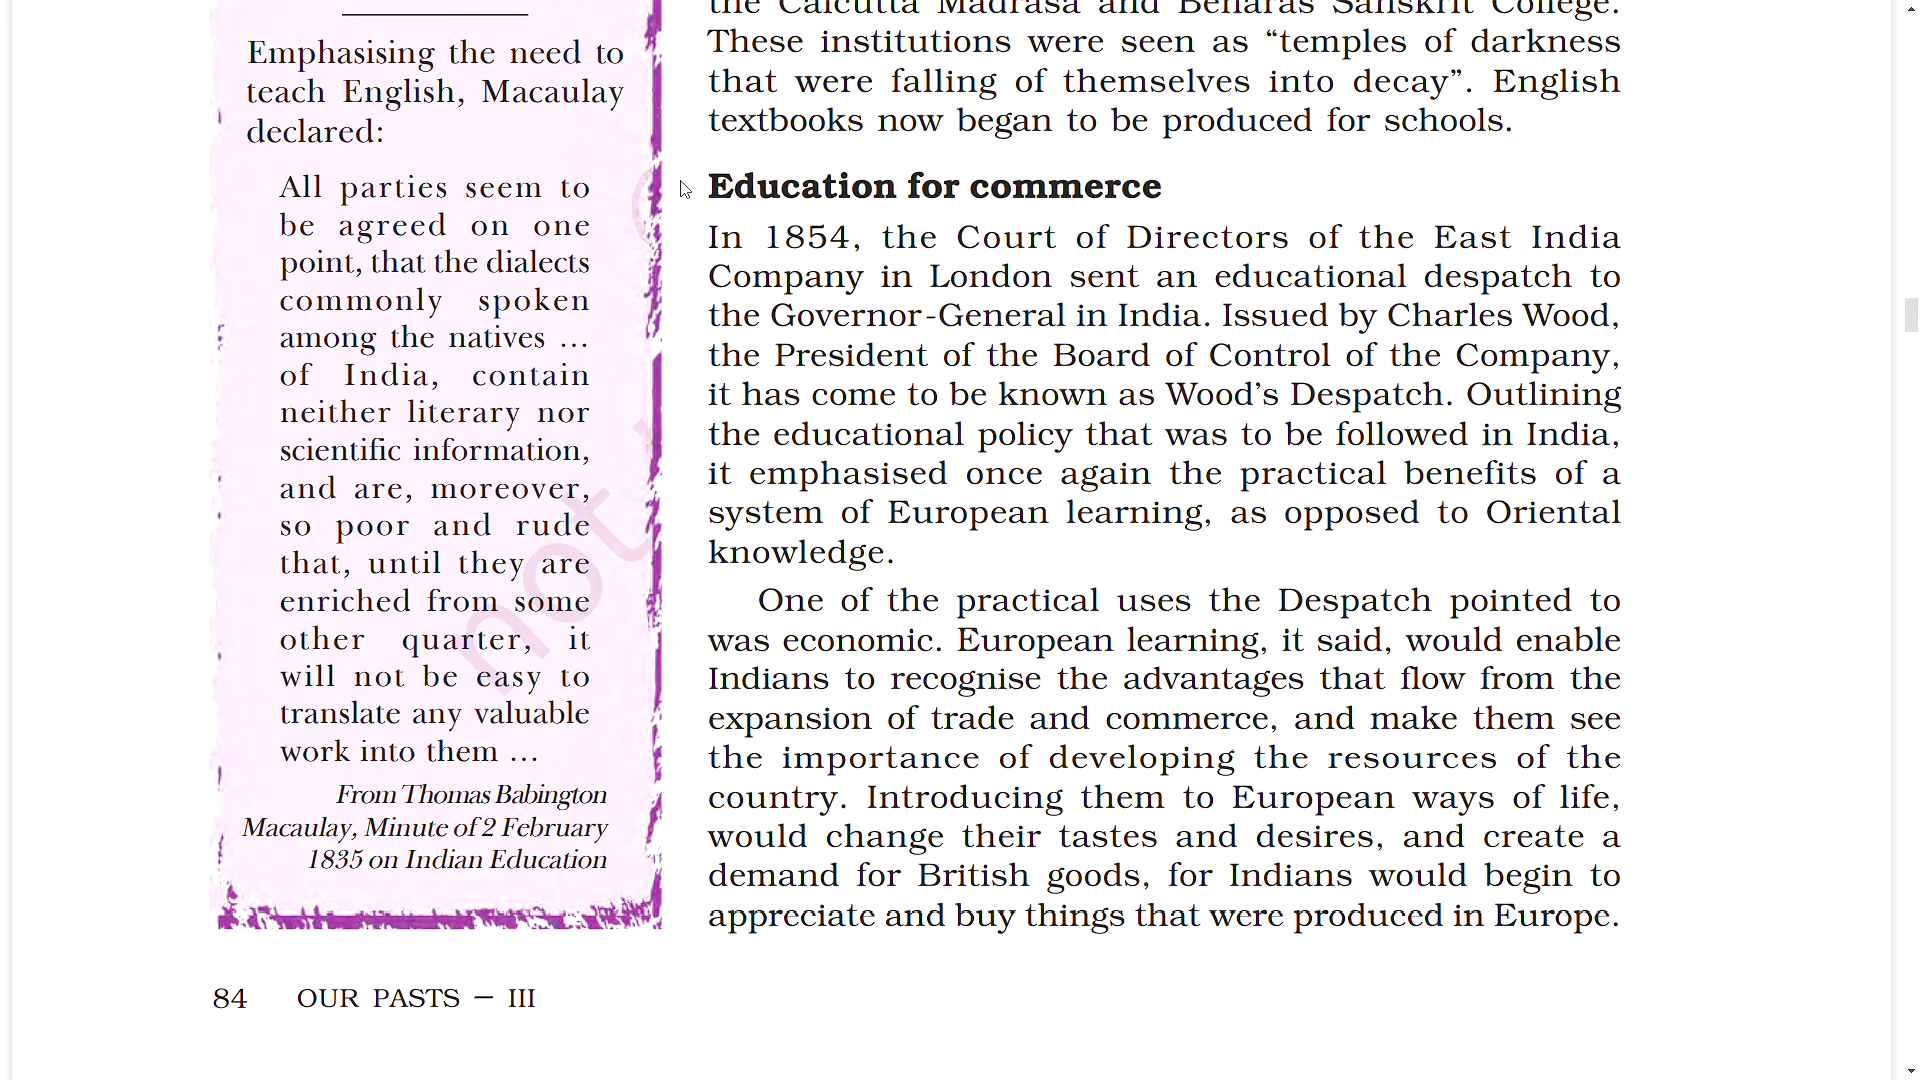 Emphasising the need to
teach English, Macaulay
declared:
All parties seem to
be agreed on one
point, that the dialects
commonly spoken
among the natives …
of India, contain
neither literary nor
scientific information,
and are, moreover,
so poor and rude
that, until they are
enriched from some
other quarter, it
will not be easy to
translate any valuable
work into them …
From Thomas Babington
Macaulay, Minute of 2 February
1835 on Indian Education
the Calcutta Madrasa and Benaras Sanskrit College.
These institutions were seen as “temples of darkness
that were falling of themselves into decay”. English
textbooks now began to be produced for schools.
Education for commerce
In 1854, the Court of Directors of the East India
Company in London sent an educational despatch to
the Governor-General in India. Issued by Charles Wood,
the President of the Board of Control of the Company,
it has come to be known as Wood’s Despatch. Outlining
the educational policy that was to be followed in India,
it emphasised once again the practical benefits of a
system of European learning, as opposed to Oriental
knowledge.
One of the practical uses the Despatch pointed to
was economic. European learning, it said, would enable
Indians to recognise the advantages that flow from the
expansion of trade and commerce, and make them see
the importance of developing the resources of the
country. Introducing them to European ways of life,
would change their tastes and desires, and create a
demand for British goods, for Indians would begin to
appreciate and buy things that were produced in Europe.
84 OUR PASTS – III
not